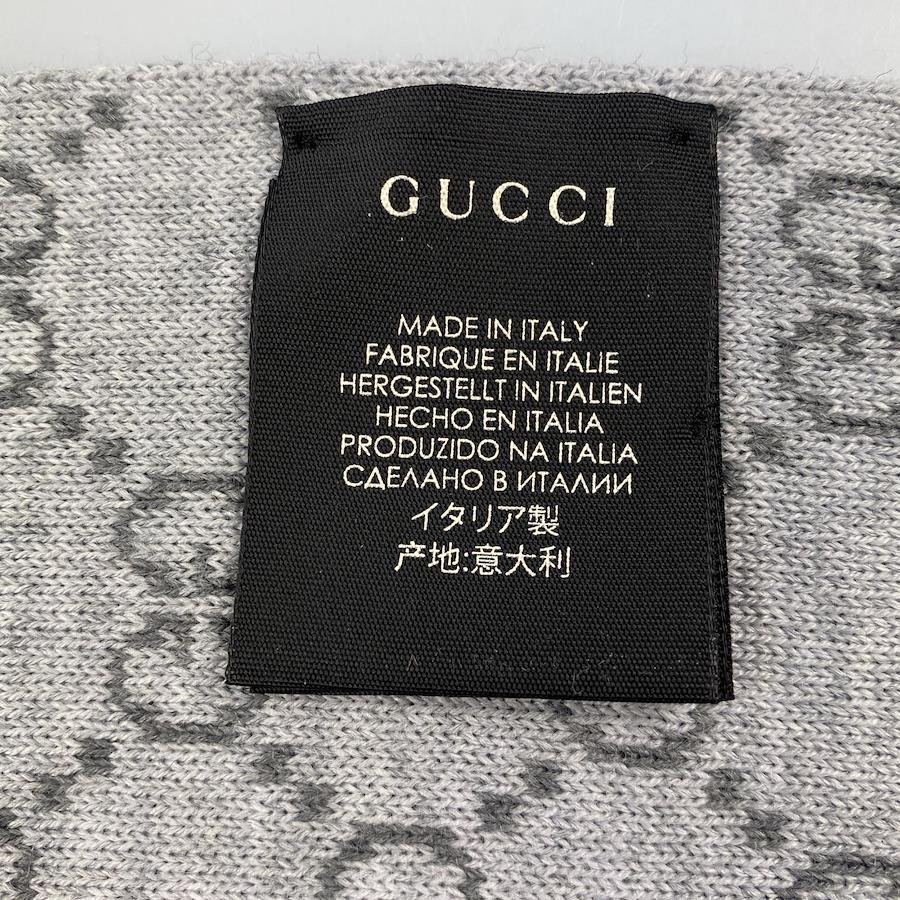 GUCCI
MADE IN ITALY
FABRIQUE EN ITALIE
HERGESTELLT IN ITALIEN
HECHO EN ITALIA
PRODUZIDO NA ITALIA
СДЕЛАНО В ИТАЛИИ
イタリア製
产地:意大利